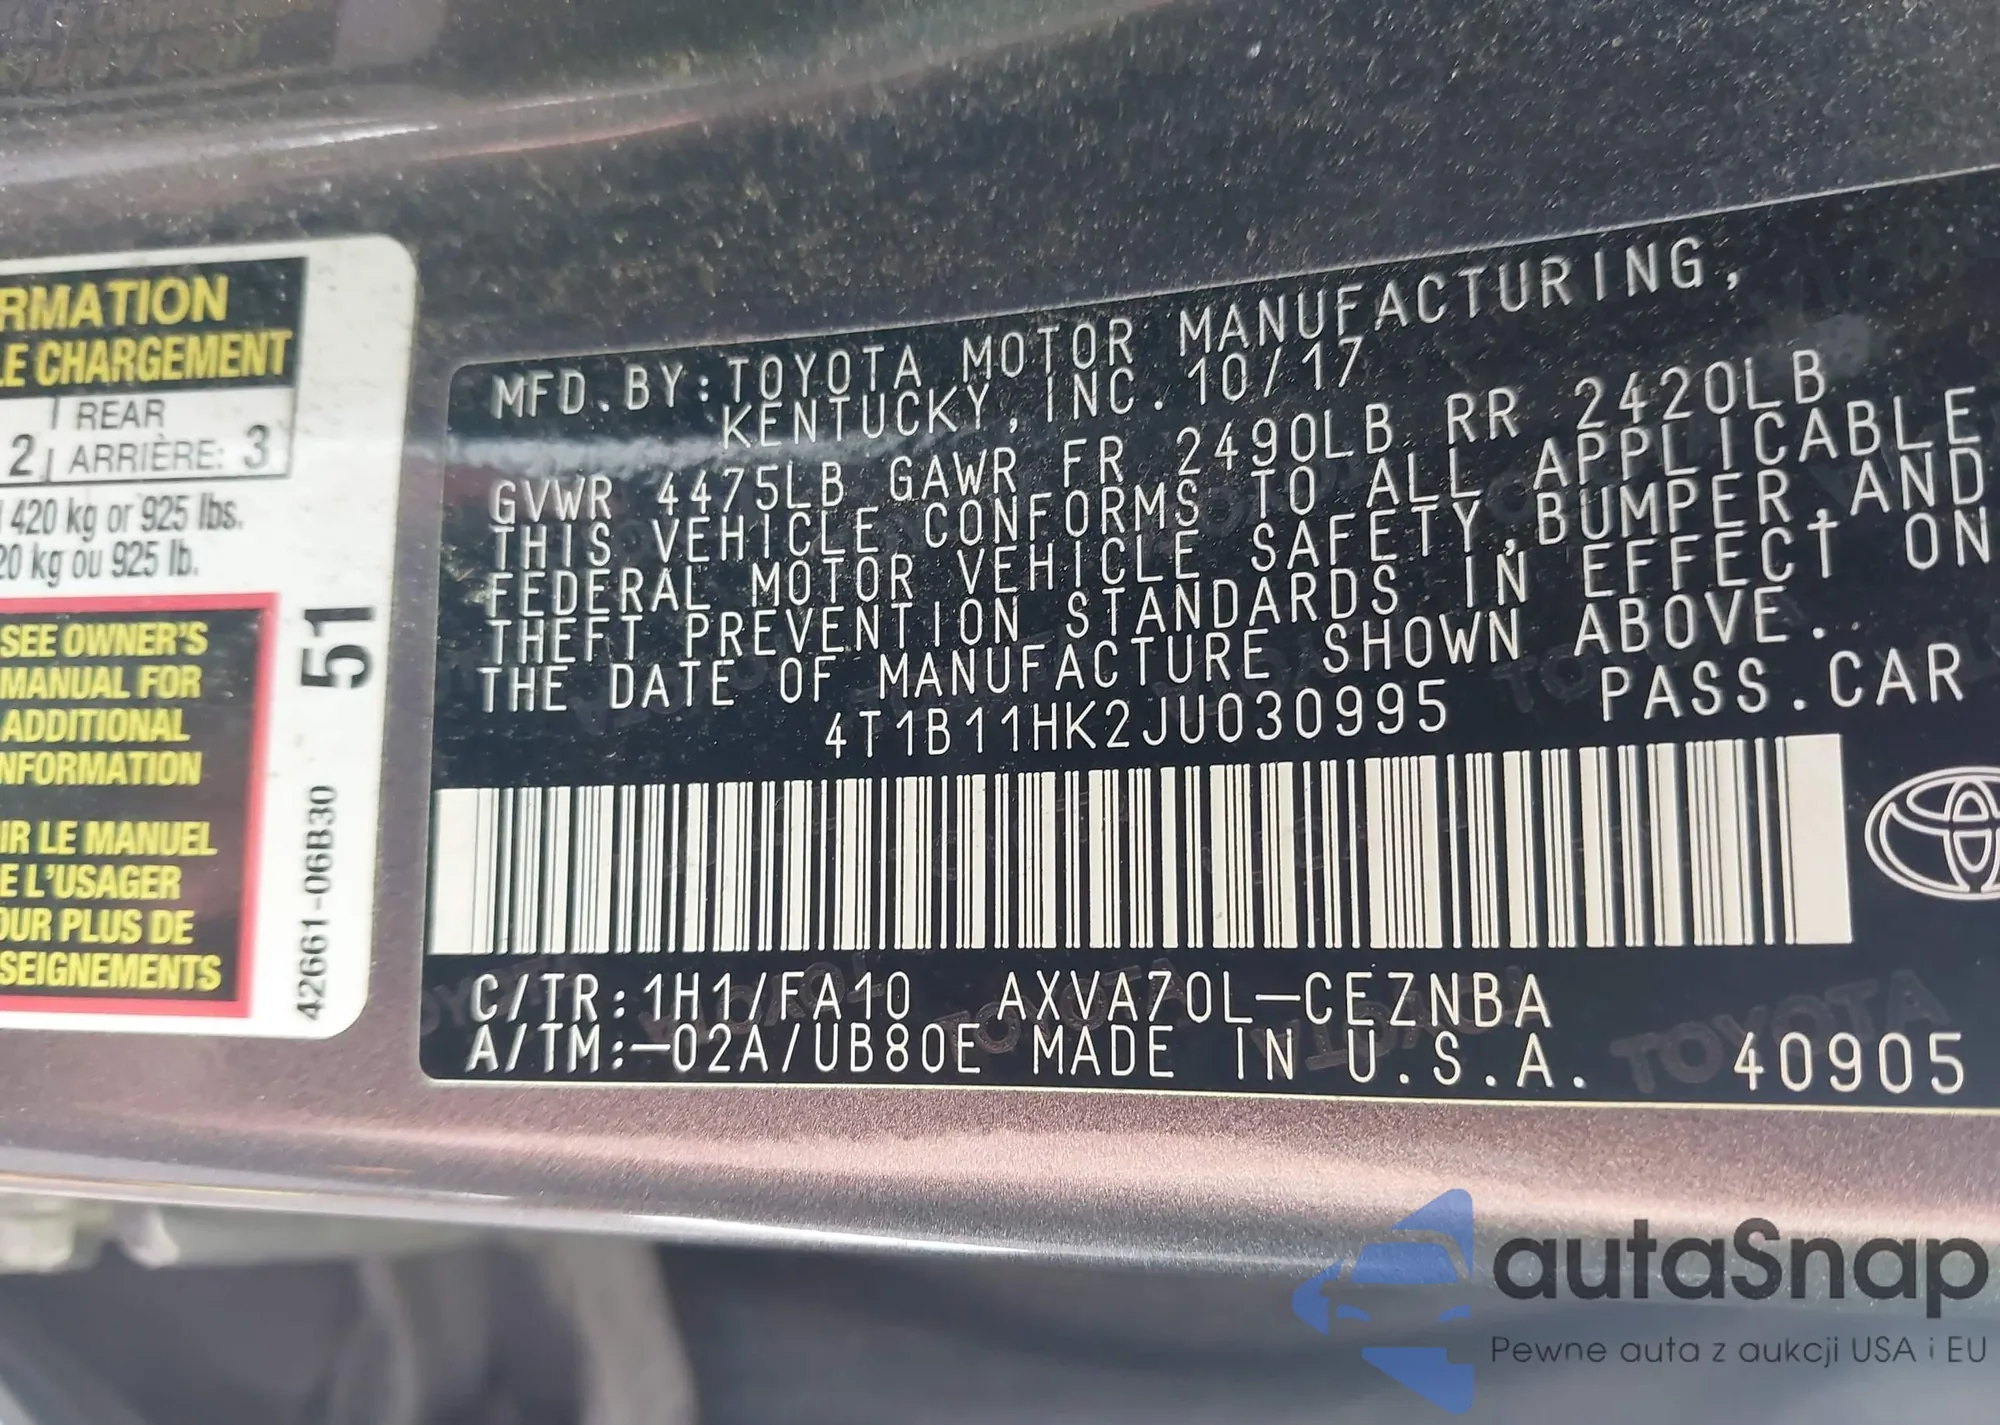 RMATION
LE CHARGEMENT
REAR
2 ARRIÈRE: 3
420 kg or 925 lbs.
20 kg ou 925 lb.
SEE OWNER'S
MANUAL FOR
ADDITIONAL
NFORMATION
IR LE MANUEL
E L'USAGER
OUR PLUS DE
SEIGNEMENTS
51
42661-06B30
MFD. BY: TOYOTA MOTOR MANUFACTURING,
KENTUCKY, INC. 10/17
GVWR 4475LB GAWR FR 2490LB RR 2420LB
THIS VEHICLE CONFORMS TO ALL APPLICABLE
FEDERAL MOTOR VEHICLE SAFETY, BUMPER, AND
THEFT PREVENTION STANDARDS IN EFFECT ON
THE DATE OF MANUFACTURE SHOWN ABOVE.
4T1B11HK2JU030995 PASS. CAR
C/TR: 1H1/FA10 AXVA70L-CEZNBA
A/TM: -02A/UB80E MADE IN U.S.A. 40905
autaSnap
Pewne auta z aukcji USA i EU